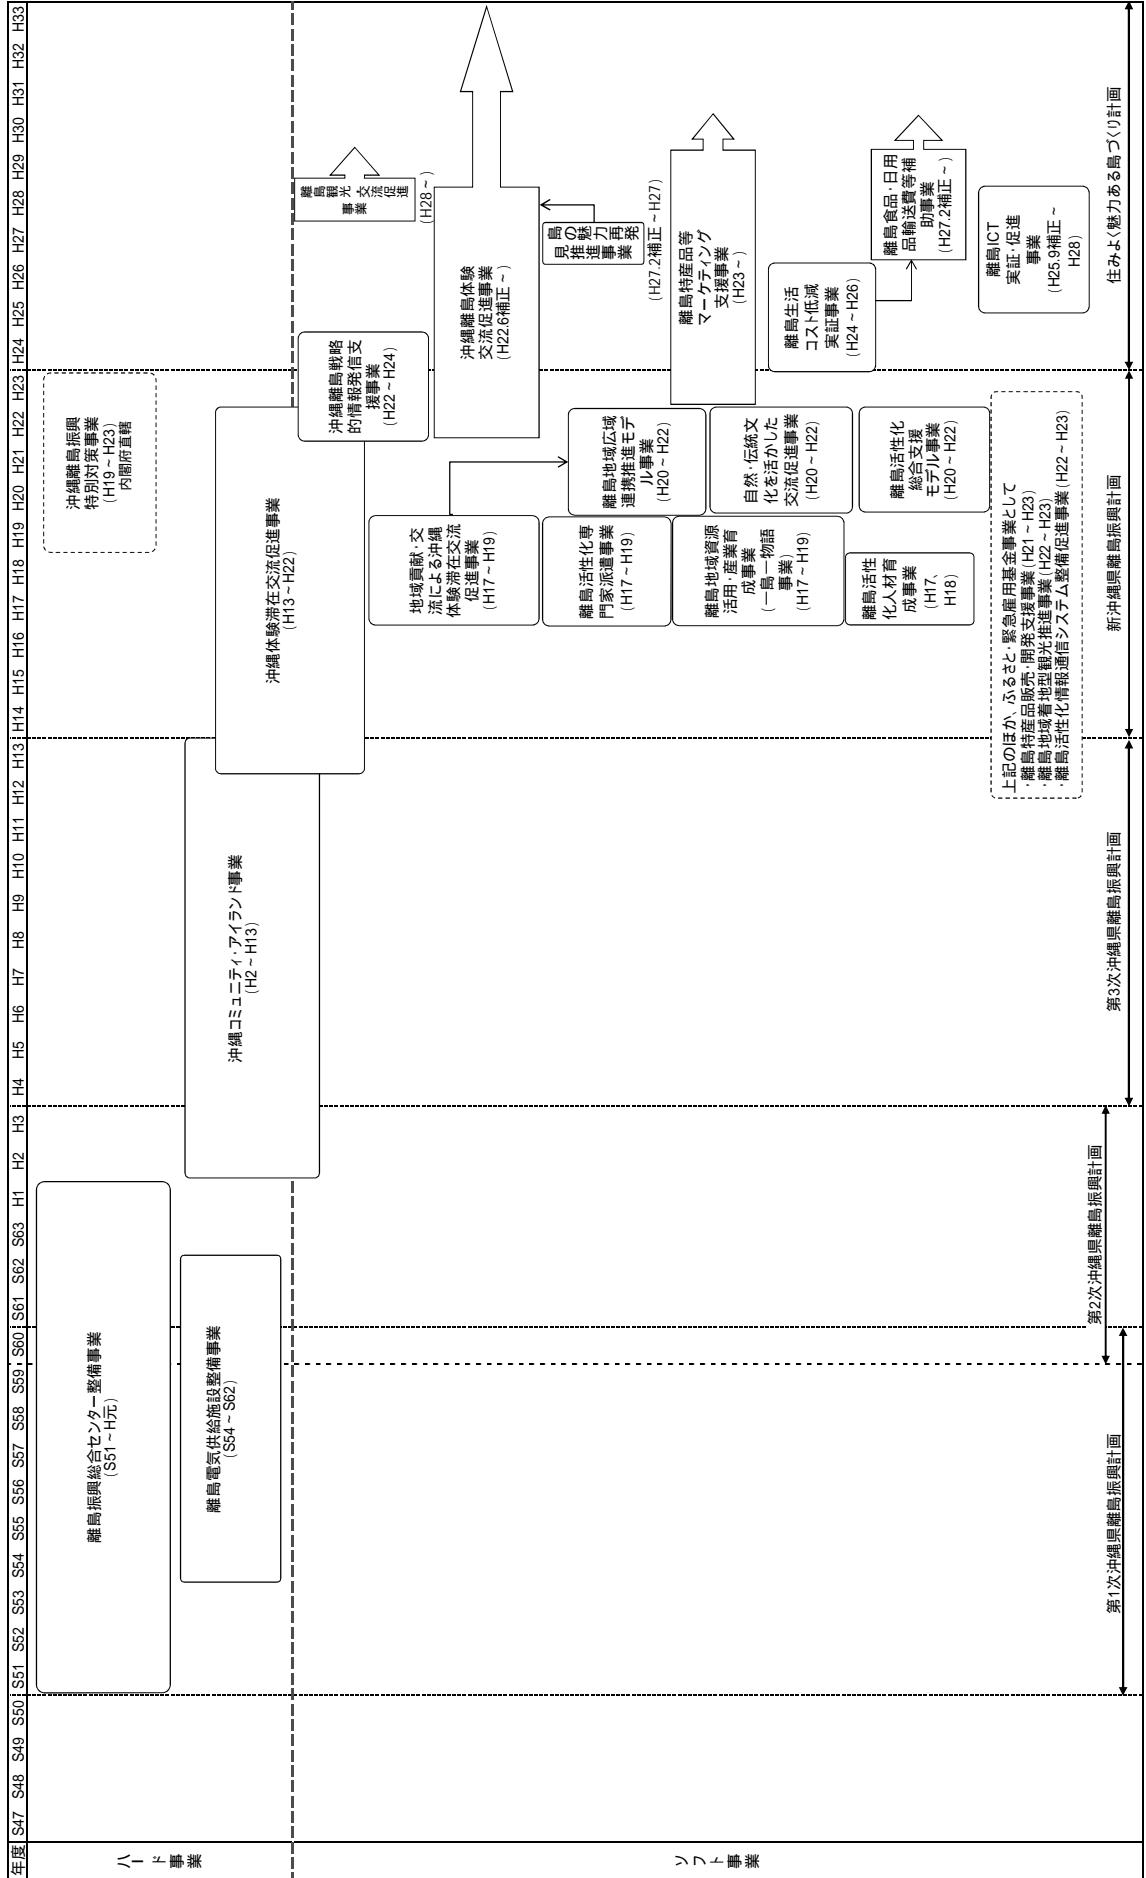 年度 S47 S48 S49 S50 S51 S52 S53 S54 S55 S56 S57 S58 S59 S60 S61 S62 S63 H1 H2 H3 H4 H5 H6 H7 H8 H9 H10 H11 H12 H13 H14 H15 H16 H17 H18 H19 H20 H21 H22 H23 H24 H25 H26 H27 H28 H29 H30 H31 H32 H33
ハード事業
離島振興総合センター整備事業
(S51~H元)
離島電気供給施設整備事業
(S54~S62)
沖縄コミュニティ・アイランド事業
(H2~H13)
沖縄体験滞在交流促進事業
(H13~H22)
沖縄離島振興
特別対策事業
(H19~H23)
内閣府直轄
ソフト事業
沖縄離島戦略
的情報発信支
援事業
(H22~H24)
離島
観光・交流促進
事業
(H28~)
地域貢献・交
流による沖縄
体験滞在交流
促進事業
(H17~H19)
沖縄離島体験
交流促進事業
(H22.6補正~)
離島活性化専
門家派遣事業
(H17~H19)
離島地域広域
連携推進モデ
ル事業
(H20~H22)
島の魅力再発
見推進事業
(H27.2補正~H27)
離島地域資源
活用・産業育
成事業
(一島一物語
事業)
(H17~H19)
自然・伝統文
化を活かした
交流促進事業
(H20~H22)
離島特産品等
マーケティング
支援事業
(H23~)
離島活性
化人材育
成事業
(H17、
H18)
離島活性化
総合支援
モデル事業
(H20~H22)
離島生活
コスト低減
実証事業
(H24~H26)
離島食品・日用
品輸送費等補
助事業
(H27.2補正~)
離島ICT
実証・促進
事業
(H25.9補正~
H28)
上記のほか、ふるさと・緊急雇用基金事業として
・離島特産品販売・開発支援事業(H21~H23)
・離島地域着地型観光推進事業(H22~H23)
・離島活性化情報通信システム整備促進事業(H22~H23)
第1次沖縄県離島振興計画
第2次沖縄県離島振興計画
第3次沖縄県離島振興計画
新沖縄県離島振興計画
住みよく魅力ある島づくり計画